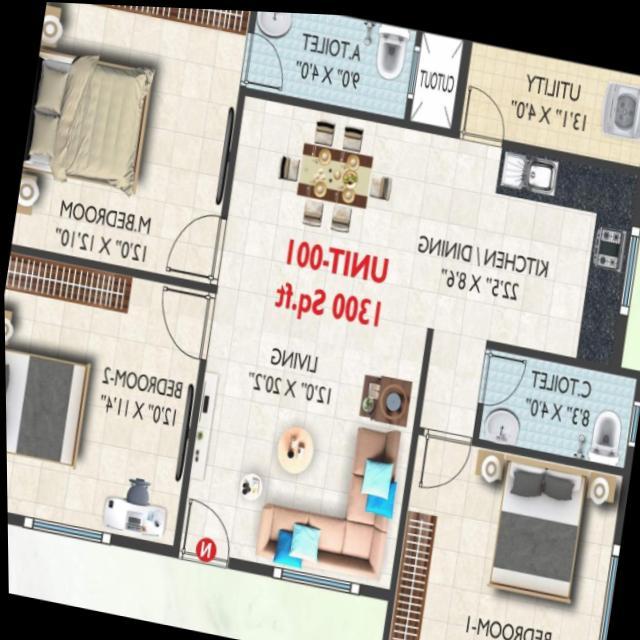 A.TOILET
9'0" X 4'0"
CUTOUT
UTILITY
13'1" X 4'0"
M.BEDROOM
12'0" X 12'10"
UNIT-001
1300 Sq.ft
KITCHEN / DINING
22'5" X 8'6"
LIVING
12'0" X 20'2"
BEDROOM-2
12'0" X 11'4"
C.TOILET
8'3" X 4'0"
N
BEDROOM-1